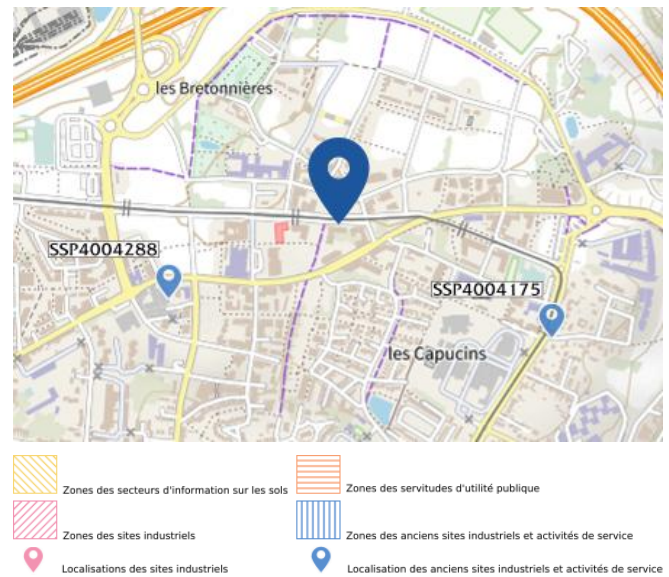 les Bretonnières
SSP4004288
SSP4004175
les Capucins
Zones des secteurs d'information sur les sols
Zones des servitudes d'utilité publique
Zones des sites industriels
Zones des anciens sites industriels et activités de service
Localisations des sites industriels
Localisation des anciens sites industriels et activités de service